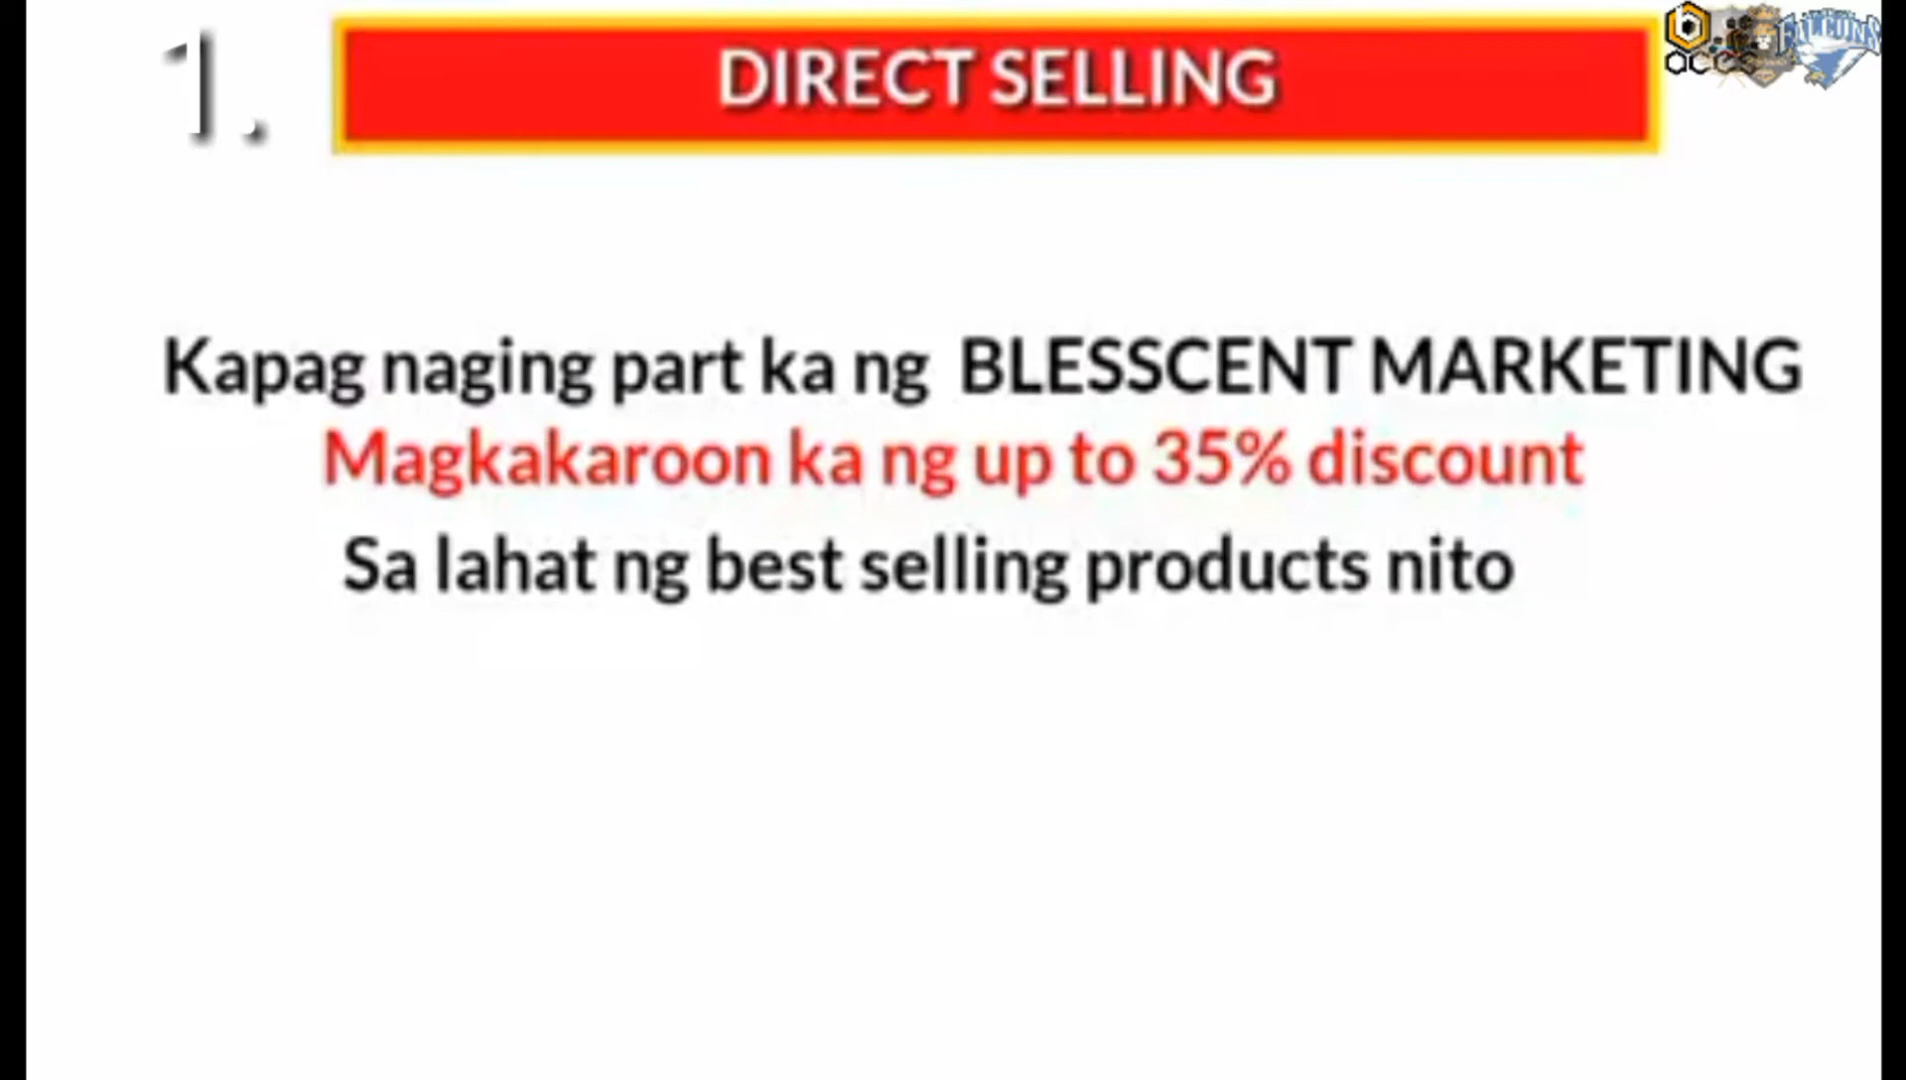 1.
DIRECT SELLING
FALCONS
Kapag naging part ka ng BLESSCENT MARKETING
Magkakaroon ka ng up to 35% discount
Sa lahat ng best selling products nito